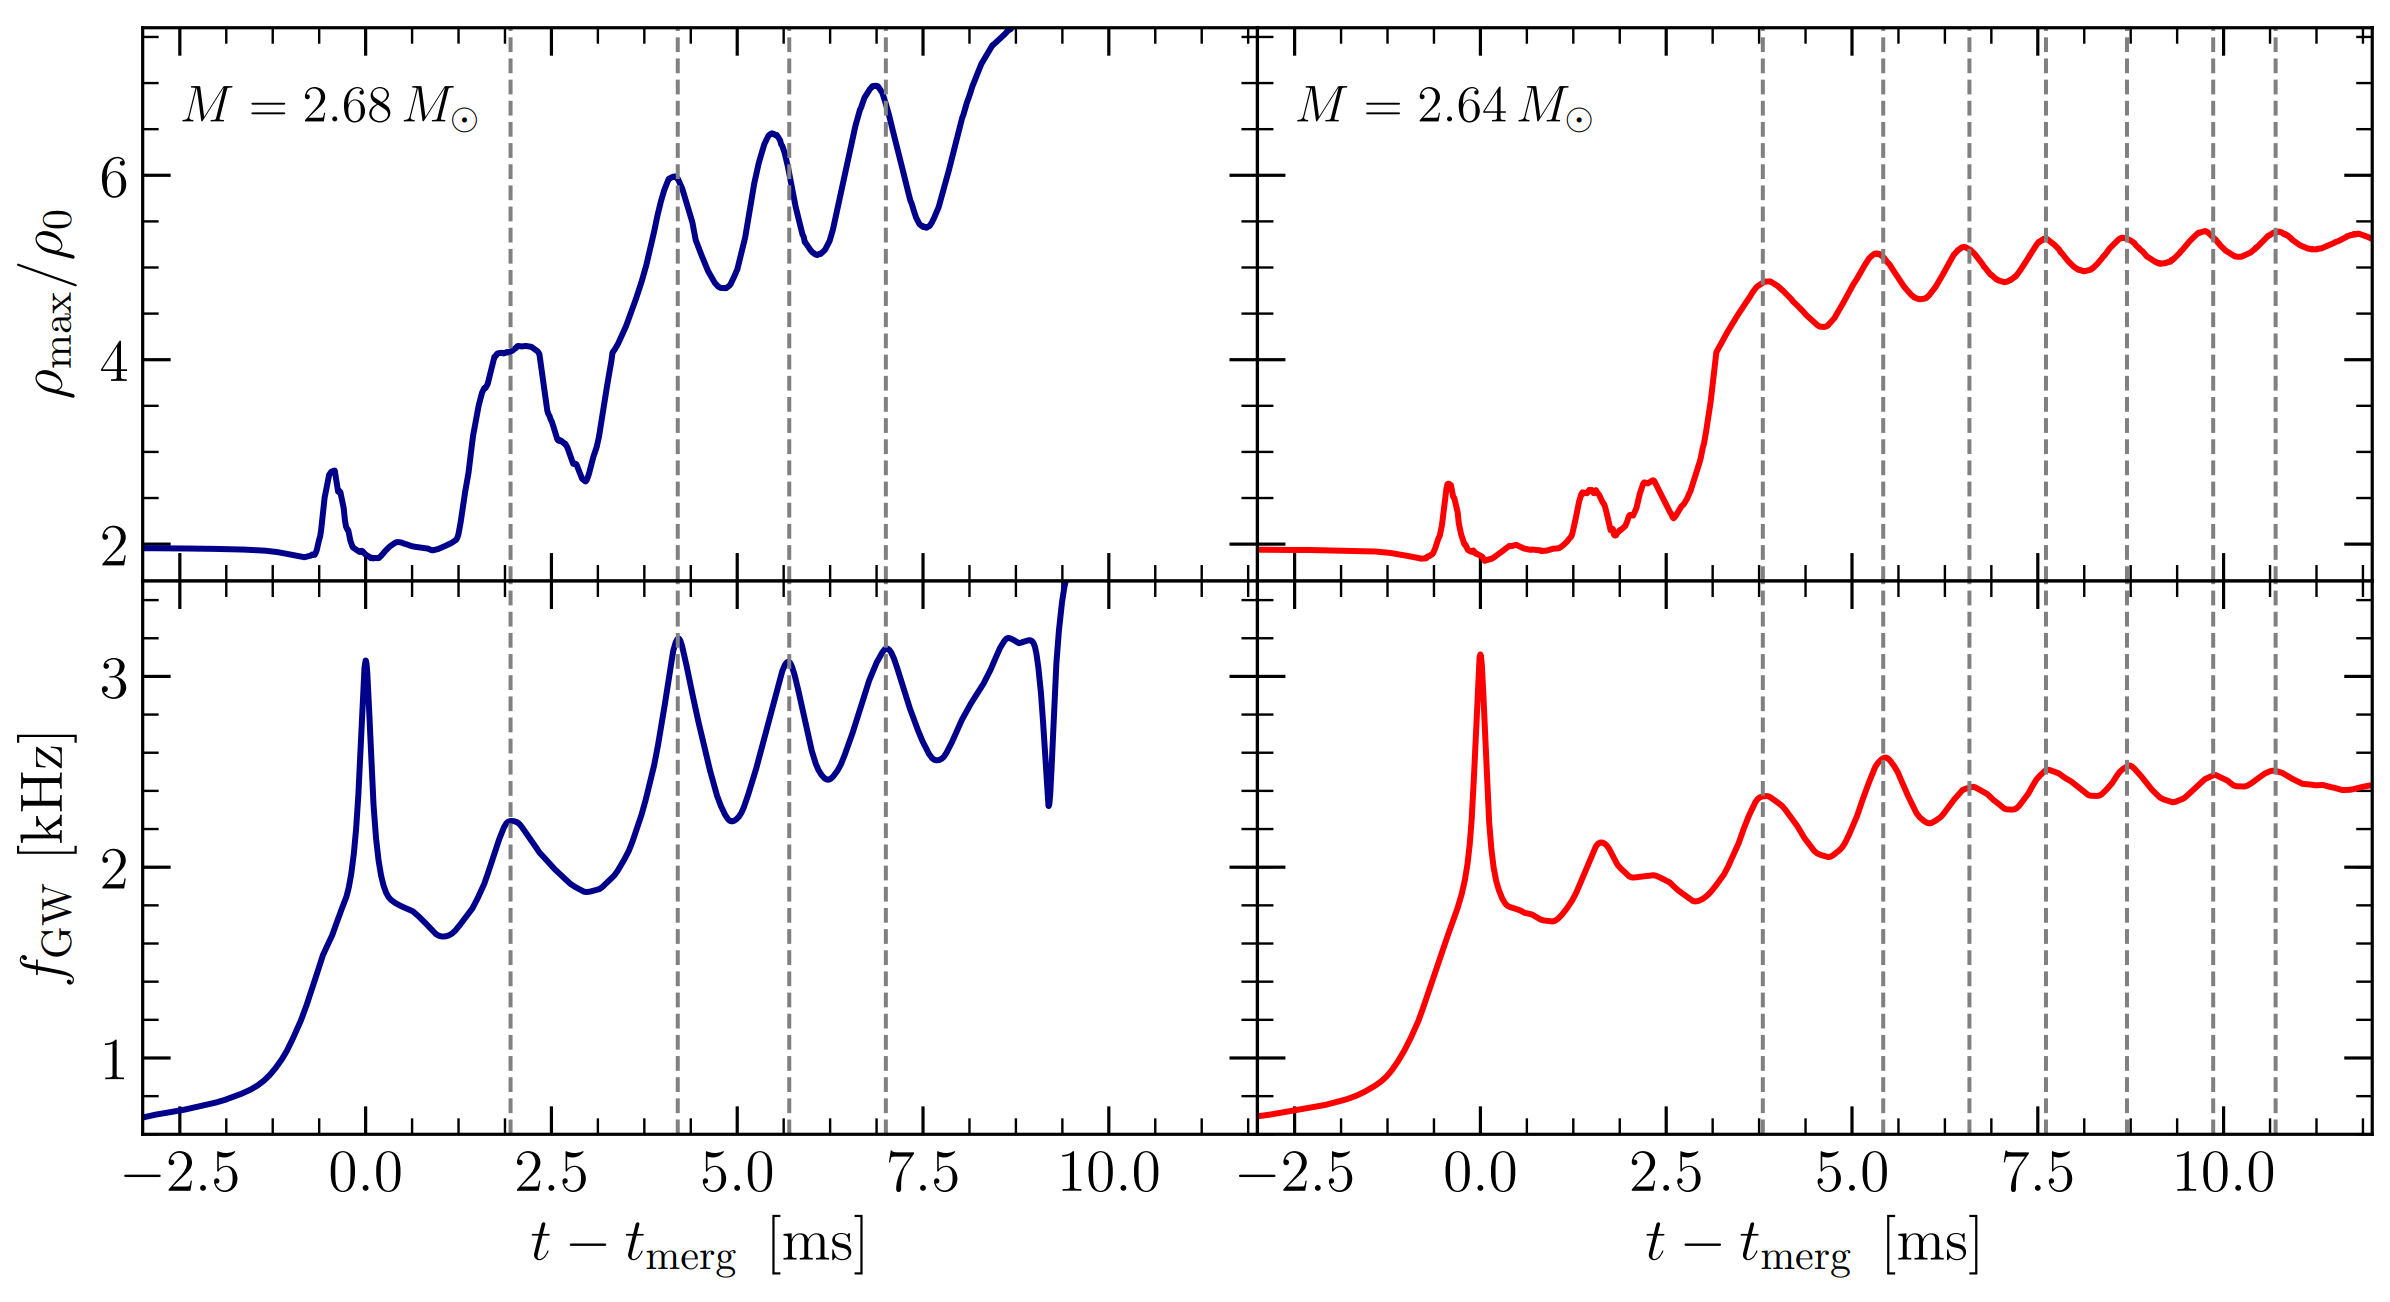 M = 2.68 M⊙
M = 2.64 M⊙
ρmax/ρ0
6
4
2
fGW [kHz]
3
2
1
−2.5 0.0 2.5 5.0 7.5 10.0
−2.5 0.0 2.5 5.0 7.5 10.0
t − tmerg [ms]
t − tmerg [ms]